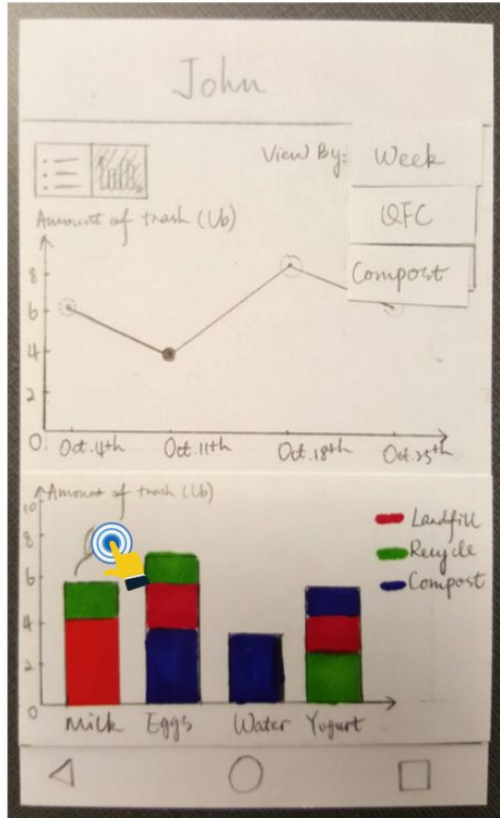 John
View By: Week
QFC
Compost
Amount of trash (Lb)
8
6
4
2
0
Oct.4th Oct.11th Oct.18th Oct.25th
Amount of trash (Lb)
10
8
6
4
2
0
Landfill
Recycle
Compost
Milk Eggs Water Yogurt